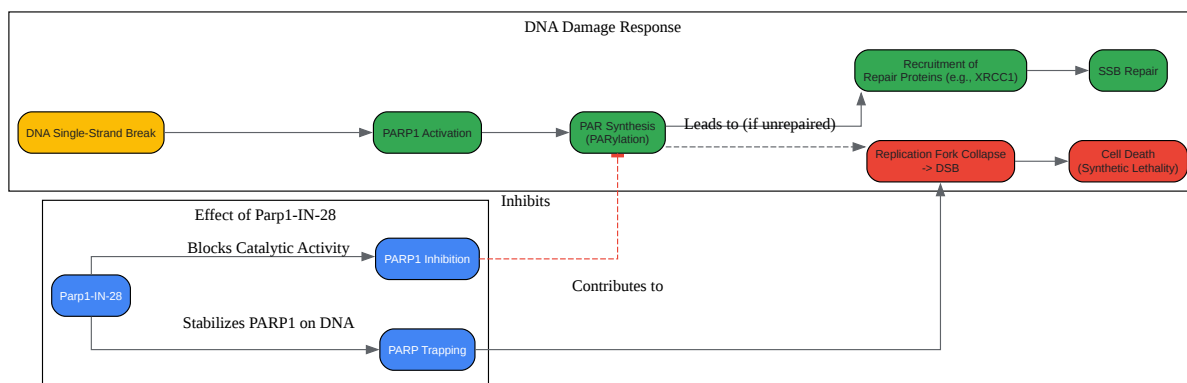 DNA Damage Response
Recruitment of
Repair Proteins (e.g., XRCC1)
SSB Repair
DNA Single-Strand Break
PARP1 Activation
PAR Synthesis
(PARylation)
Leads to (if unrepaired)
Replication Fork Collapse
-> DSB
Cell Death
(Synthetic Lethality)
Inhibits
Effect of Parp1-IN-28
Blocks Catalytic Activity
PARP1 Inhibition
Parp1-IN-28
Contributes to
Stabilizes PARP1 on DNA
PARP Trapping